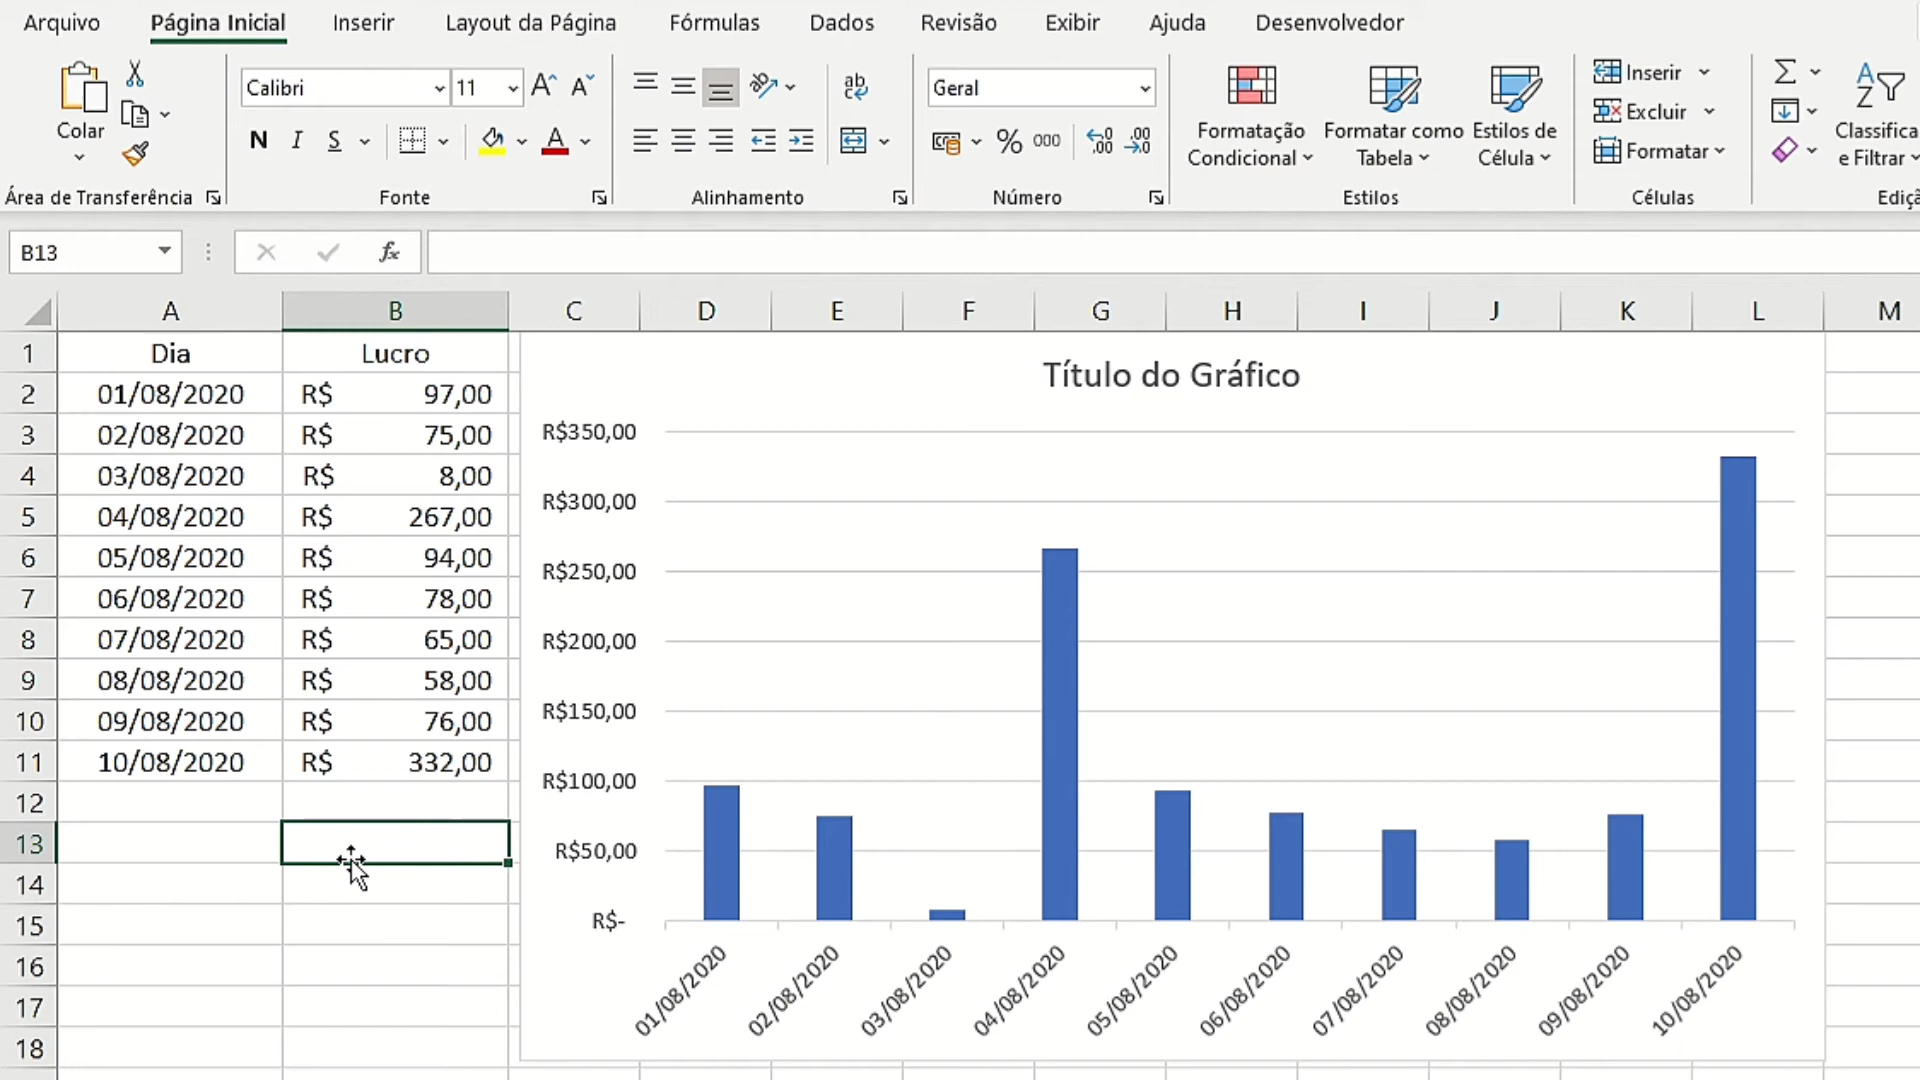 Arquivo Página Inicial Inserir Layout da Página Fórmulas Dados Revisão Exibir Ajuda Desenvolvedor
Colar
Área de Transferência
Calibri 11
N I S
Fonte
ab
Alinhamento
Geral
% 000
Número
Formatação Condicional
Formatar como Tabela
Estilos de Célula
Estilos
Inserir
Excluir
Formatar
Células
Classifica
e Filtrar
Ediçã
B13 fx
A B C D E F G H I J K L M
1 Dia Lucro
2 01/08/2020 R$ 97,00
3 02/08/2020 R$ 75,00
4 03/08/2020 R$ 8,00
5 04/08/2020 R$ 267,00
6 05/08/2020 R$ 94,00
7 06/08/2020 R$ 78,00
8 07/08/2020 R$ 65,00
9 08/08/2020 R$ 58,00
10 09/08/2020 R$ 76,00
11 10/08/2020 R$ 332,00
12
13
14
15
16
17
18
Título do Gráfico
R$350,00
R$300,00
R$250,00
R$200,00
R$150,00
R$100,00
R$50,00
R$-
01/08/2020 02/08/2020 03/08/2020 04/08/2020 05/08/2020 06/08/2020 07/08/2020 08/08/2020 09/08/2020 10/08/2020